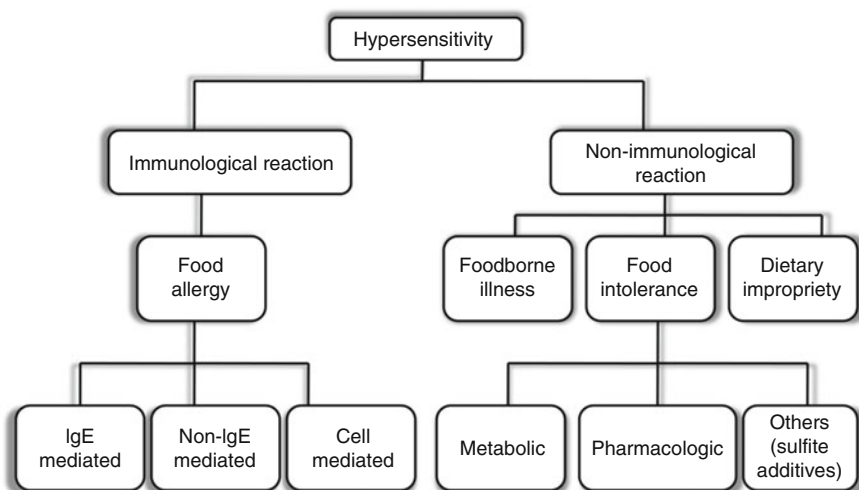 Hypersensitivity
Immunological reaction
Non-immunological
reaction
Food
allergy
Foodborne
illness
Food
intolerance
Dietary
impropriety
IgE
mediated
Non-IgE
mediated
Cell
mediated
Metabolic
Pharmacologic
Others
(sulfite
additives)